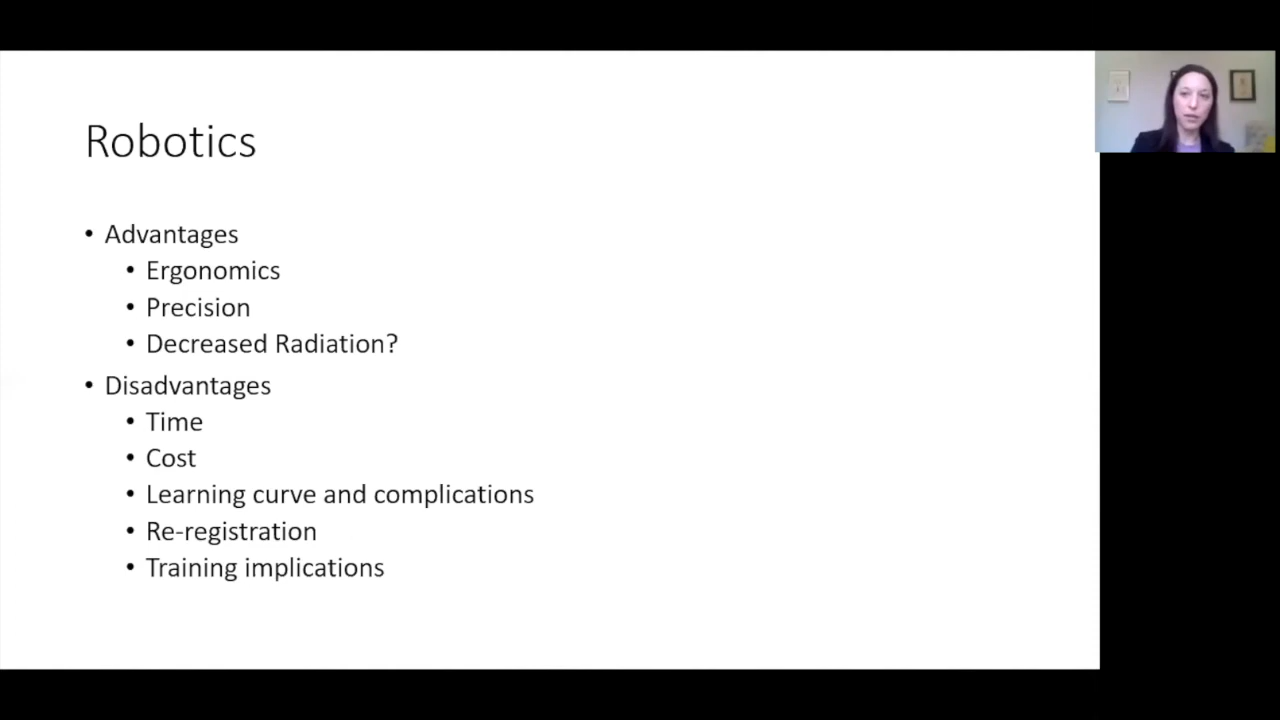 Robotics
• Advantages
• Ergonomics
• Precision
• Decreased Radiation?
• Disadvantages
• Time
• Cost
• Learning curve and complications
• Re-registration
• Training implications